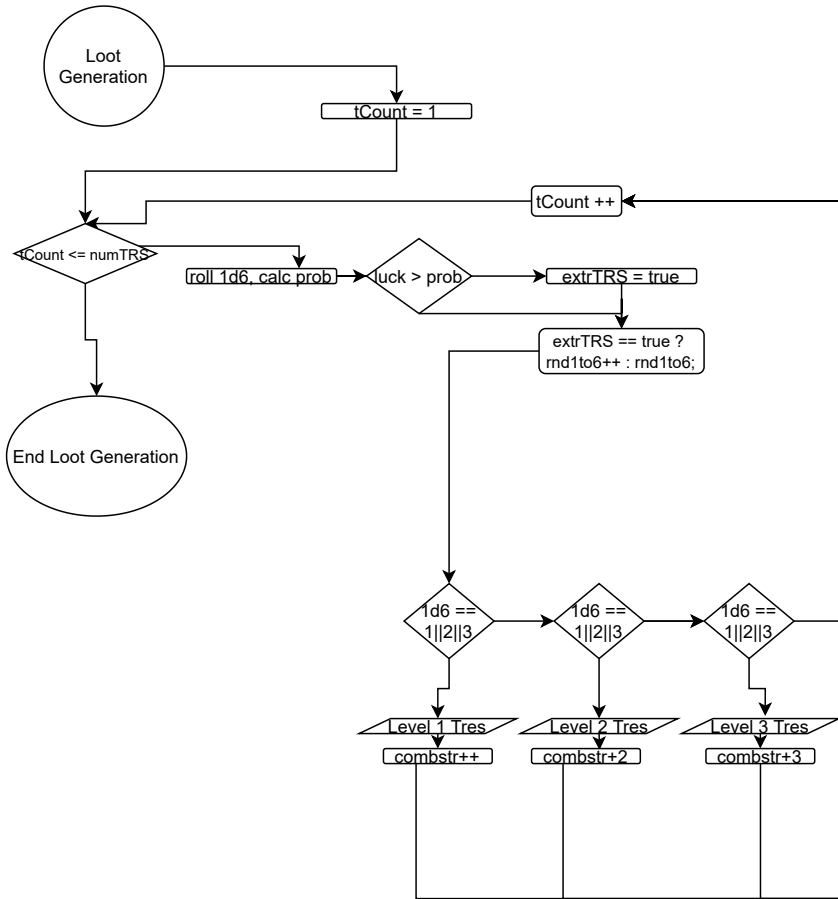 Loot
Generation
tCount = 1
tCount ++
tCount <= numTRS
roll 1d6, calc prob
luck > prob
extrTRS = true
extrTRS == true ?
rnd1to6++ : rnd1to6;
End Loot Generation
1d6 ==
1||2||3
1d6 ==
1||2||3
1d6 ==
1||2||3
Level 1 Tres
Level 2 Tres
Level 3 Tres
combstr++
combstr+2
combstr+3